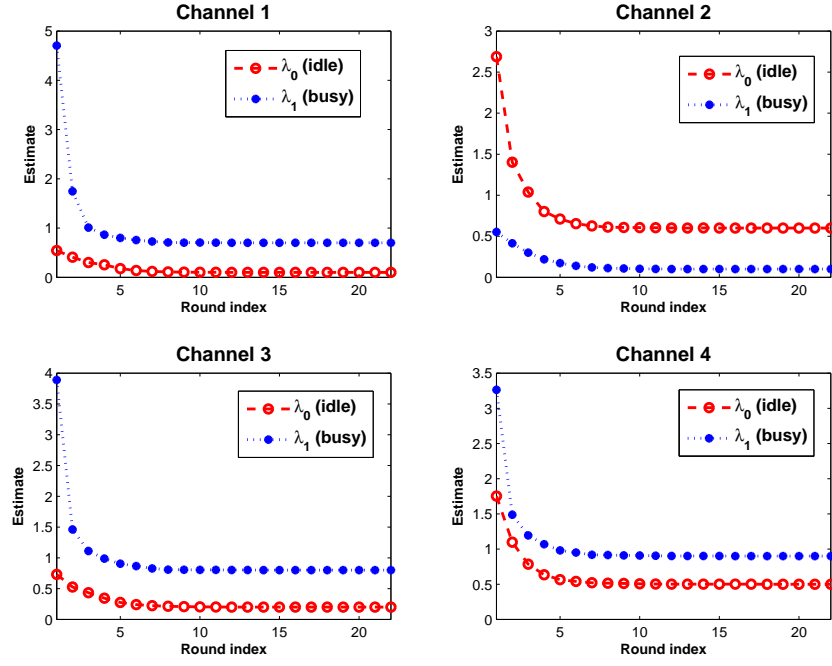 Channel 1
5
4
3
2
1
0
5
10
15
20
Estimate
Round index
λ0 (idle)
λ1 (busy)
Channel 2
3
2.5
2
1.5
1
0.5
0
5
10
15
20
Estimate
Round index
λ0 (idle)
λ1 (busy)
Channel 3
4
3.5
3
2.5
2
1.5
1
0.5
0
5
10
15
20
Estimate
Round index
λ0 (idle)
λ1 (busy)
Channel 4
3.5
3
2.5
2
1.5
1
0.5
0
5
10
15
20
Estimate
Round index
λ0 (idle)
λ1 (busy)